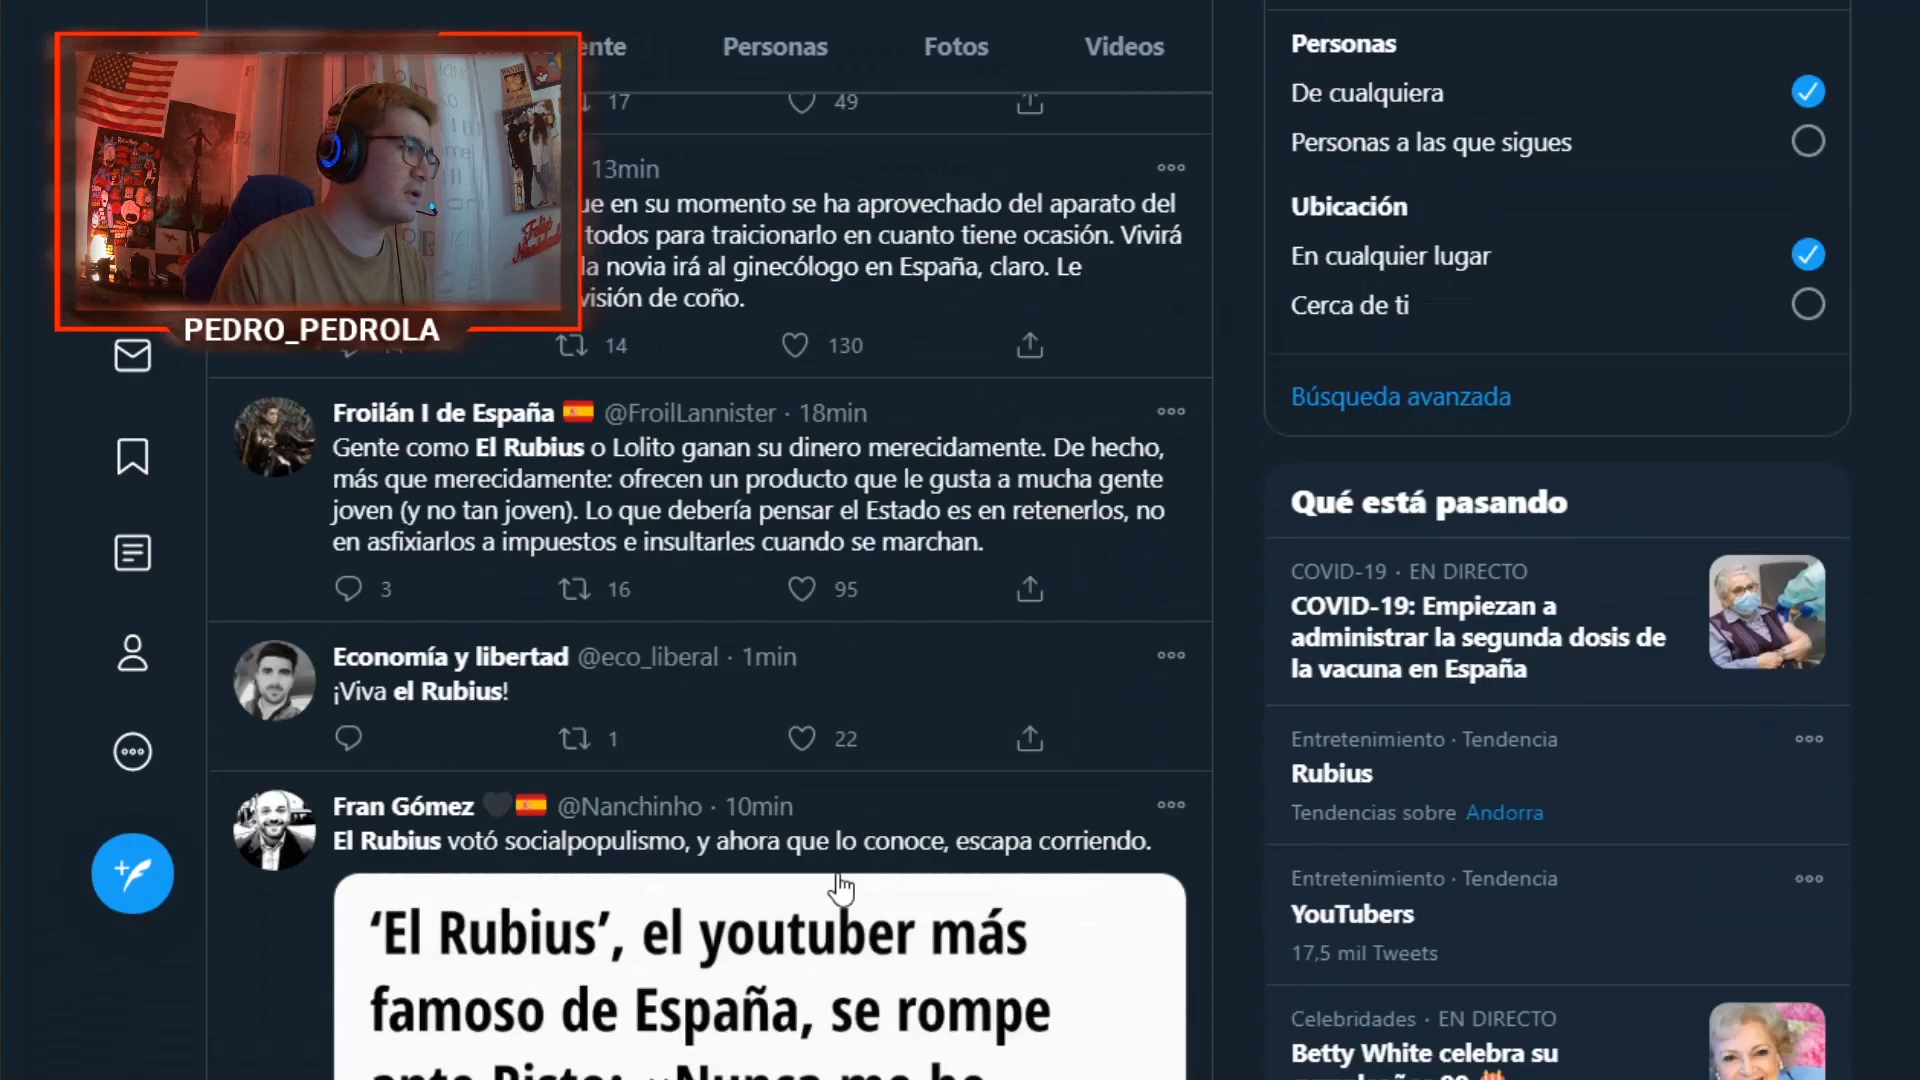 ente
Personas
Fotos
Videos
17
49
13min
ue en su momento se ha aprovechado del aparato del
todos para traicionarlo en cuanto tiene ocasión. Vivirá
la novia irá al ginecólogo en España, claro. Le
visión de coño.
14
130
PEDRO_PEDROLA
WANTED
Feliz
Navidad
Froilán I de España @FroilLannister · 18min
Gente como El Rubius o Lolito ganan su dinero merecidamente. De hecho,
más que merecidamente: ofrecen un producto que le gusta a mucha gente
joven (y no tan joven). Lo que debería pensar el Estado es en retenerlos, no
en asfixiarlos a impuestos e insultarles cuando se marchan.
3
16
95
Economía y libertad @eco_liberal · 1min
¡Viva el Rubius!
1
22
Fran Gómez @Nanchinho · 10min
El Rubius votó socialpopulismo, y ahora que lo conoce, escapa corriendo.
‘El Rubius’, el youtuber más
famoso de España, se rompe
ante Risto: «Nunca me he
Personas
De cualquiera
Personas a las que sigues
Ubicación
En cualquier lugar
Cerca de ti
Búsqueda avanzada
Qué está pasando
COVID-19 · EN DIRECTO
COVID-19: Empiezan a
administrar la segunda dosis de
la vacuna en España
Entretenimiento · Tendencia
Rubius
Tendencias sobre Andorra
Entretenimiento · Tendencia
YouTubers
17,5 mil Tweets
Celebridades · EN DIRECTO
Betty White celebra su